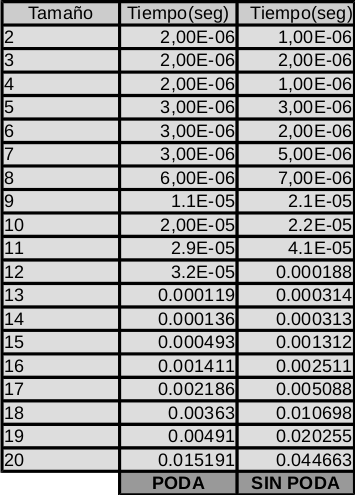 Tamaño Tiempo(seg) Tiempo(seg)
2 2,00E-06 1,00E-06
3 2,00E-06 2,00E-06
4 2,00E-06 1,00E-06
5 3,00E-06 3,00E-06
6 3,00E-06 2,00E-06
7 3,00E-06 5,00E-06
8 6,00E-06 7,00E-06
9 1.1E-05 2.1E-05
10 2,00E-05 2.2E-05
11 2.9E-05 4.1E-05
12 3.2E-05 0.000188
13 0.000119 0.000314
14 0.000136 0.000313
15 0.000493 0.001312
16 0.001411 0.002511
17 0.002186 0.005088
18 0.00363 0.010698
19 0.00491 0.020255
20 0.015191 0.044663
PODA SIN PODA